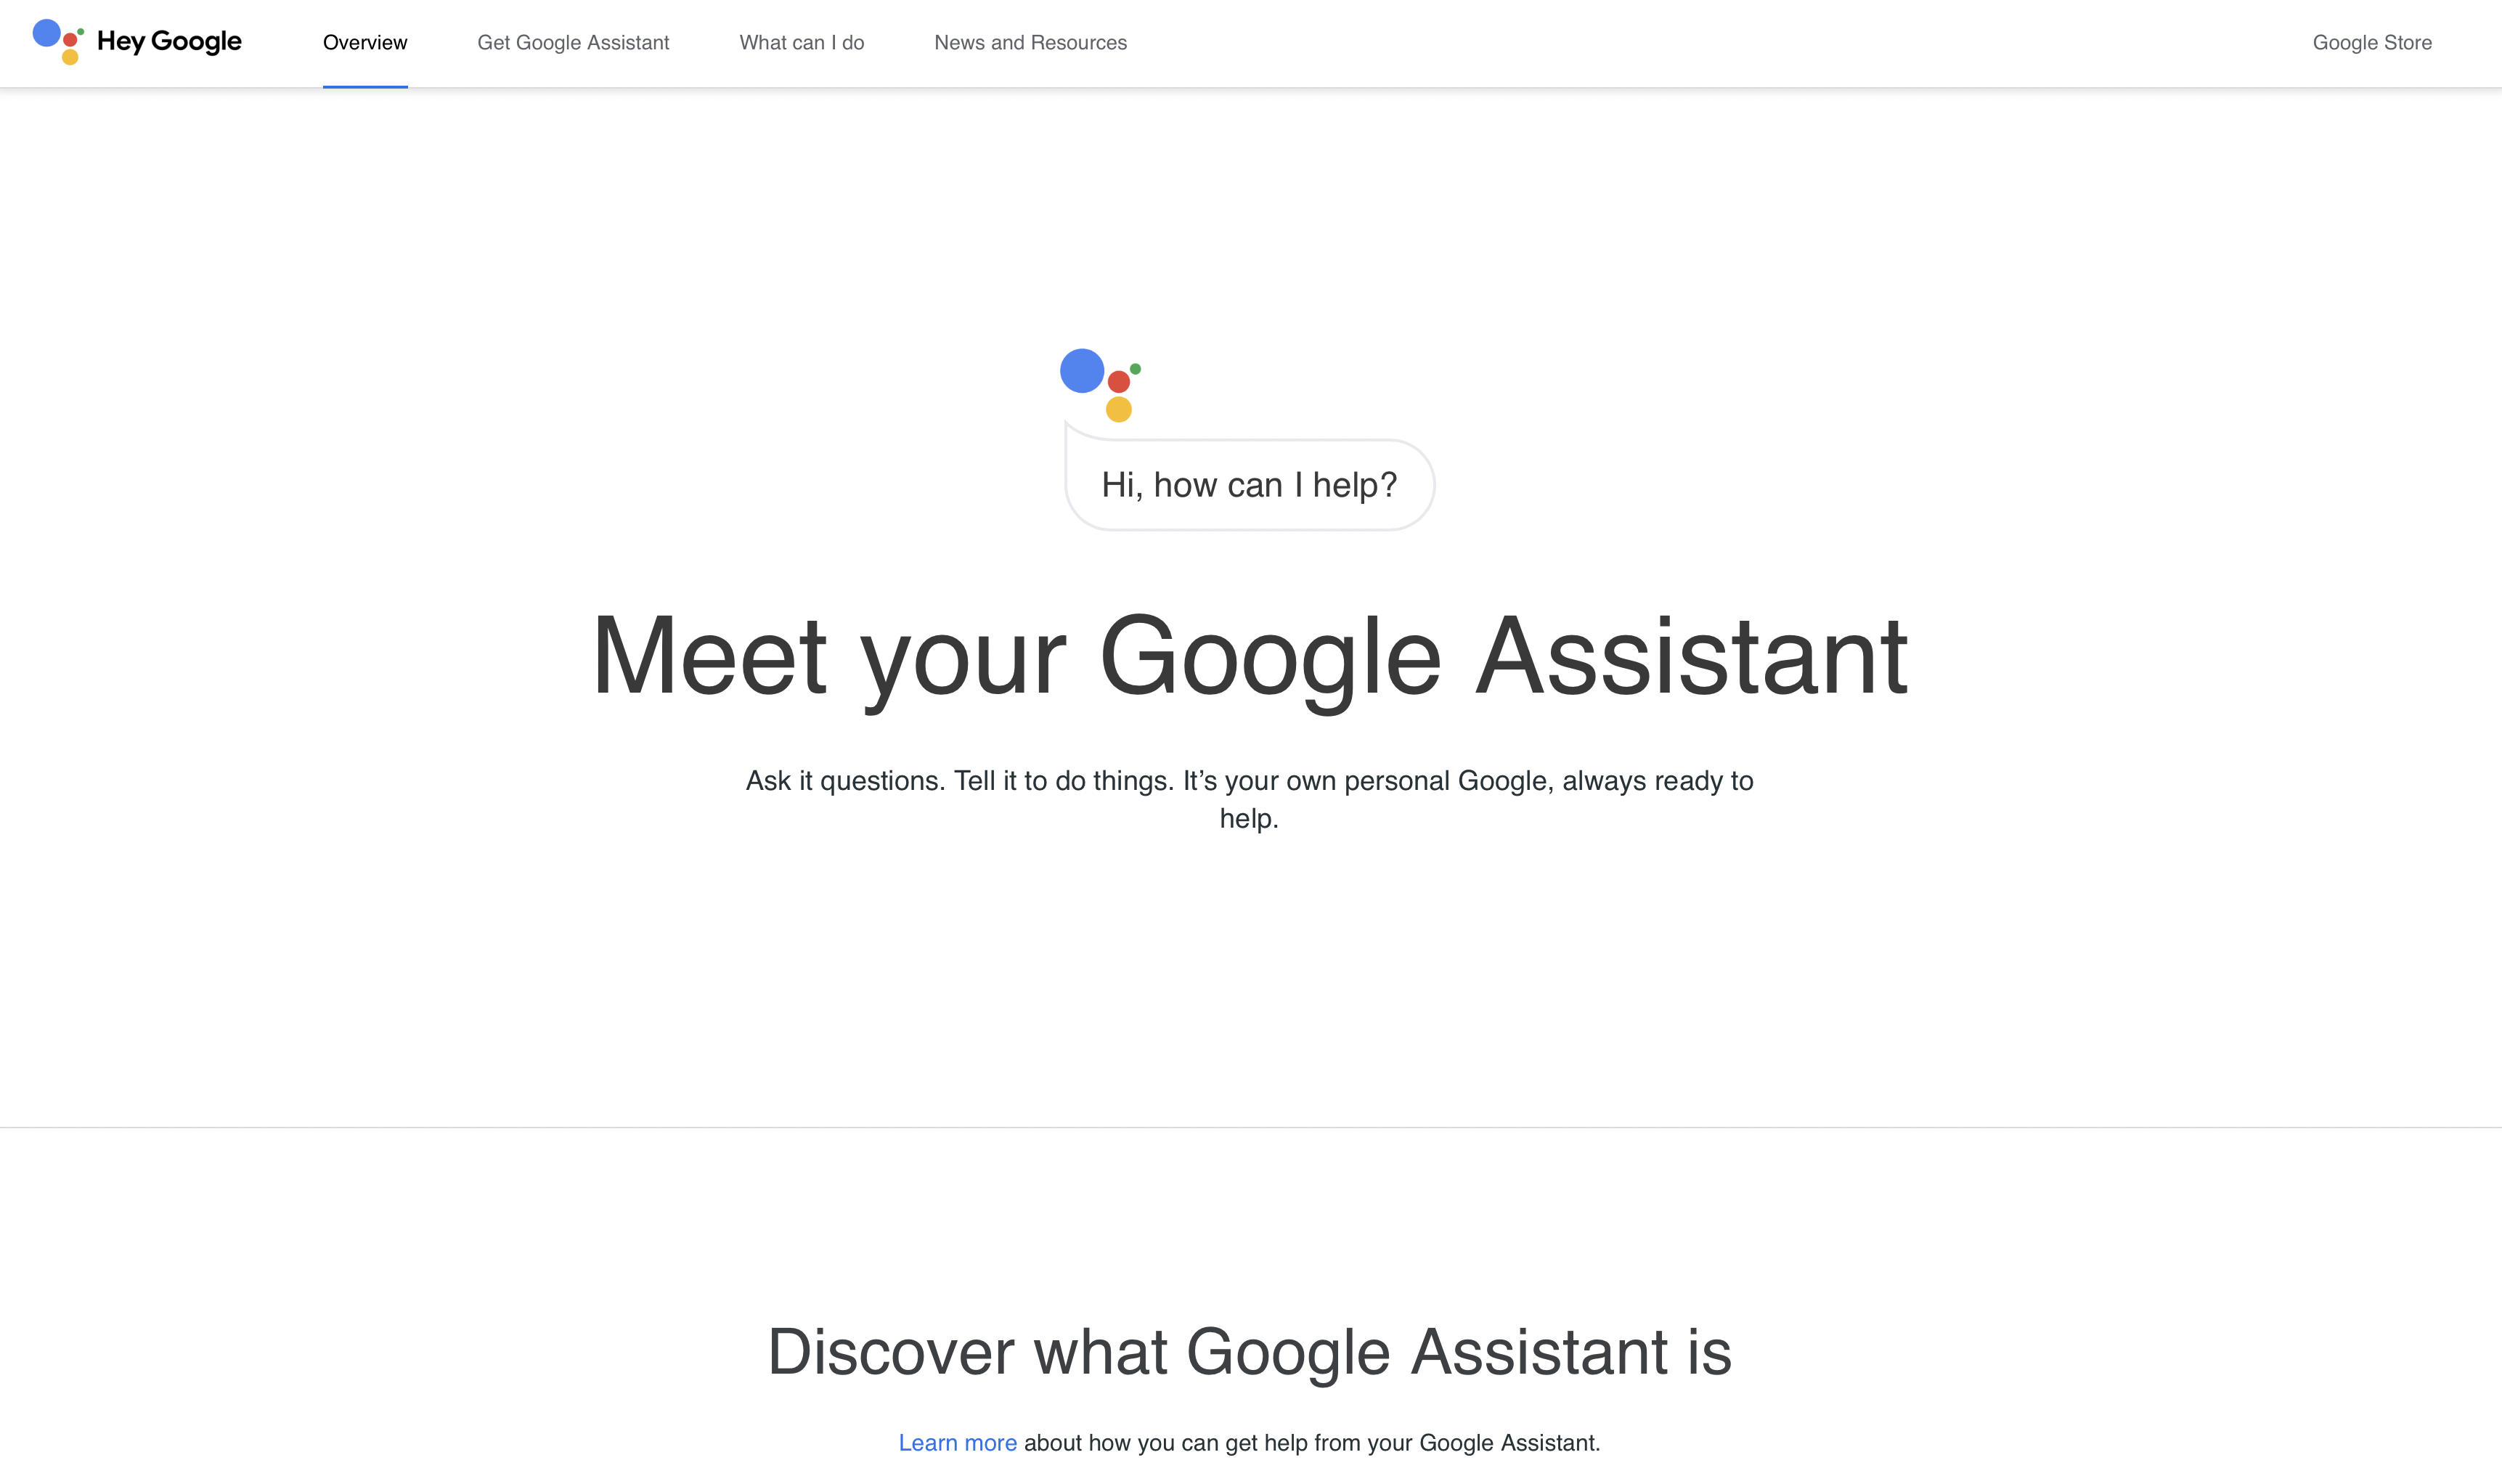 Hey Google
Overview
Get Google Assistant
What can I do
News and Resources
Google Store
Hi, how can I help?
Meet your Google Assistant
Ask it questions. Tell it to do things. It’s your own personal Google, always ready to
help.
Discover what Google Assistant is
Learn more about how you can get help from your Google Assistant.